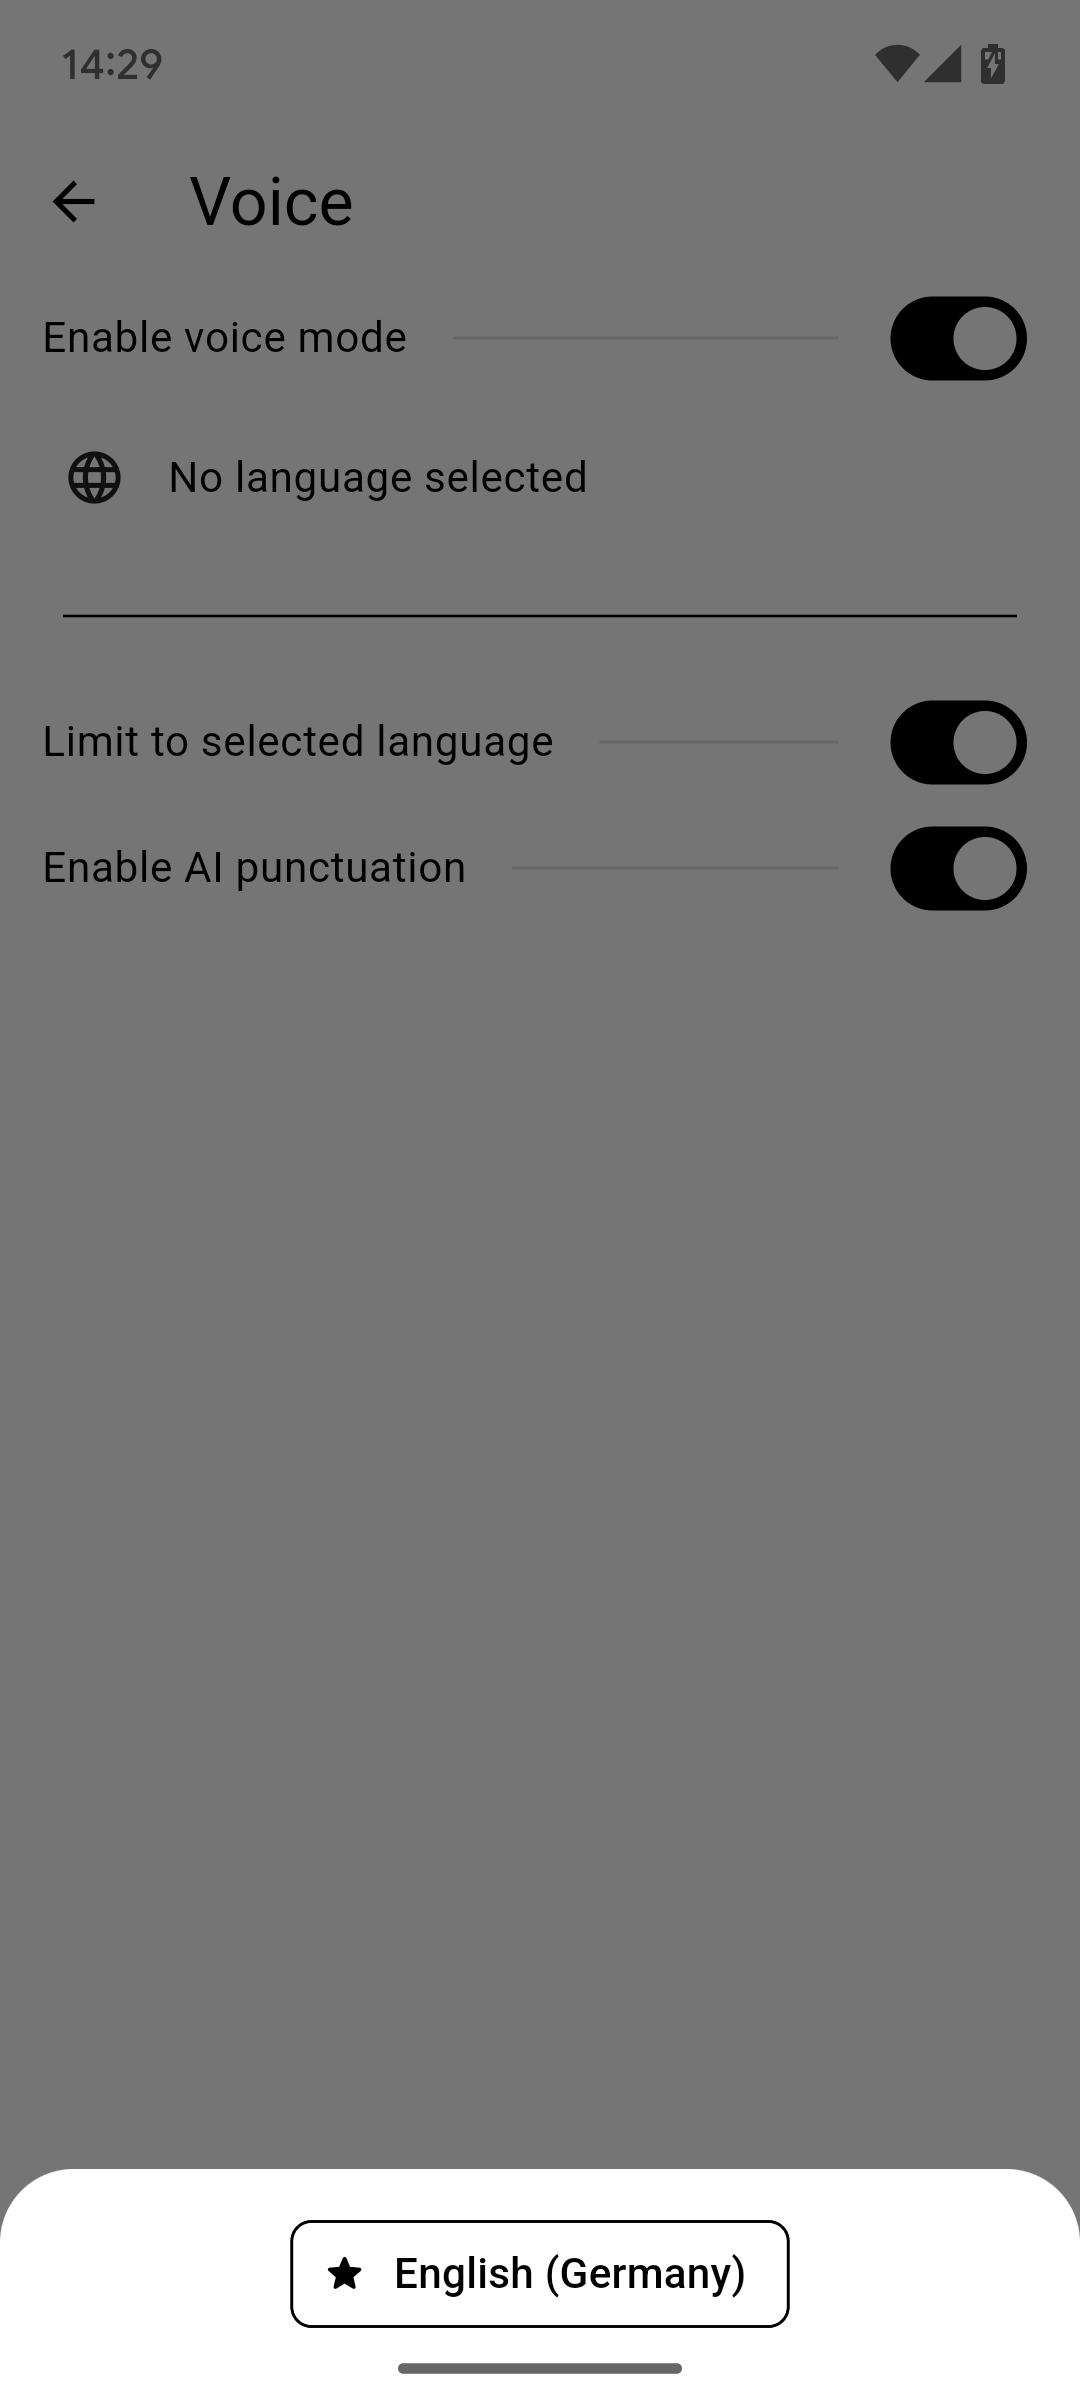 14:29
Voice
Enable voice mode
No language selected
Limit to selected language
Enable AI punctuation
English (Germany)